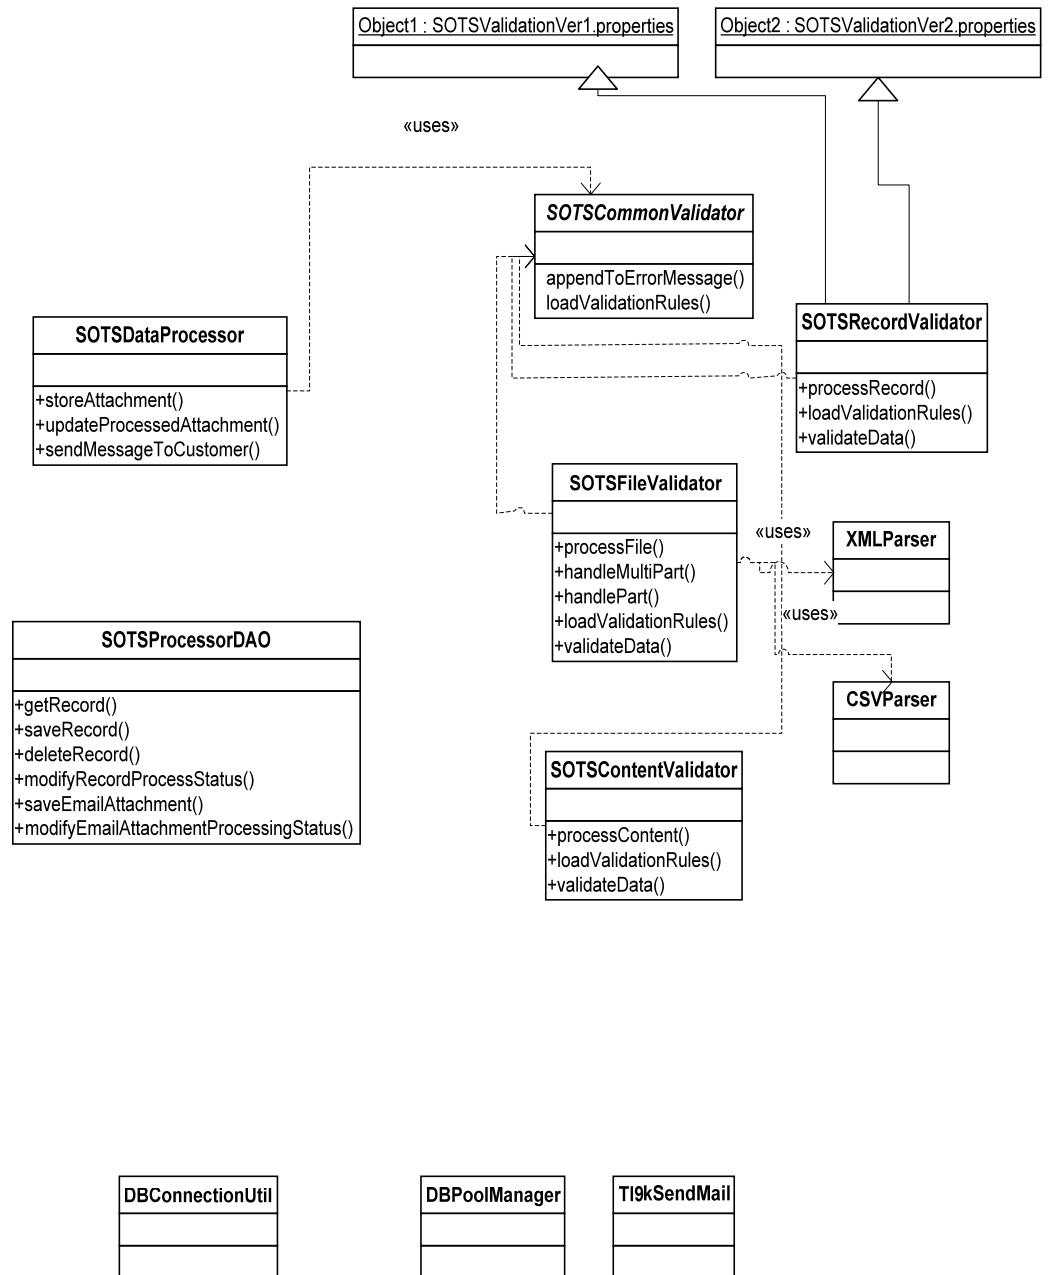 Object1 : SOTSValidationVer1.properties
Object2 : SOTSValidationVer2.properties
«uses»
SOTSCommonValidator
appendToErrorMessage()
loadValidationRules()
SOTSDataProcessor
+storeAttachment()
+updateProcessedAttachment()
+sendMessageToCustomer()
SOTSRecordValidator
+processRecord()
+loadValidationRules()
+validateData()
SOTSFileValidator
+processFile()
+handleMultiPart()
+handlePart()
+loadValidationRules()
+validateData()
«uses»
XMLParser
«uses»
CSVParser
SOTSProcessorDAO
+getRecord()
+saveRecord()
+deleteRecord()
+modifyRecordProcessStatus()
+saveEmailAttachment()
+modifyEmailAttachmentProcessingStatus()
SOTSContentValidator
+processContent()
+loadValidationRules()
+validateData()
DBConnectionUtil
DBPoolManager
TI9kSendMail